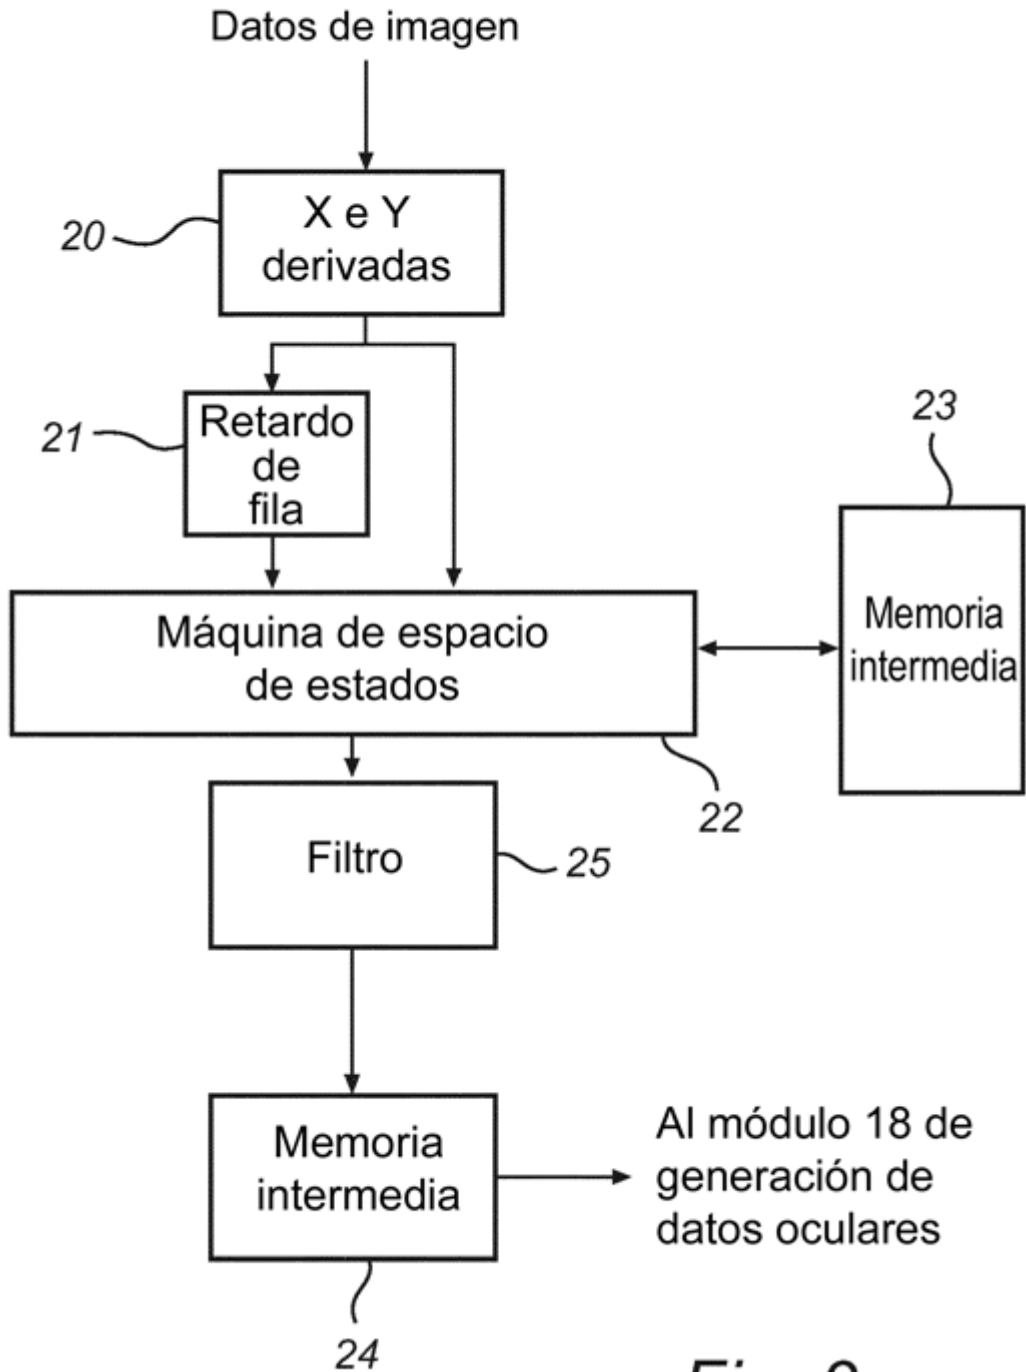 Datos de imagen
X e Y
derivadas
20
Retardo
de
fila
21
23
Máquina de espacio
de estados
Memoria
intermedia
22
Filtro
25
Memoria
intermedia
Al módulo 18 de
generación de
datos oculares
24